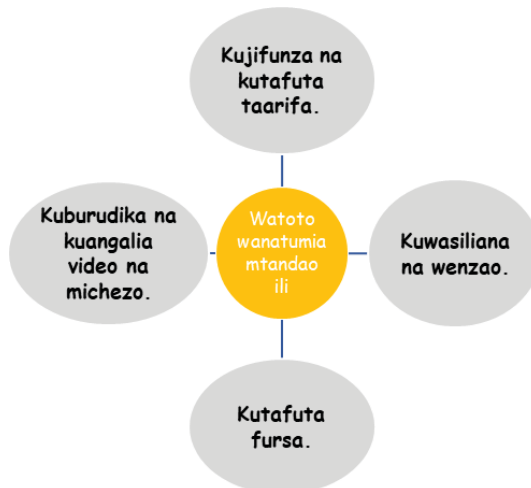 Kujifunza na
kutafuta
taarifa.
Kuburudika na
kuangalia
video na
michezo.
Watoto
wanatumia
mtandao
ili
Kuwasiliana
na wenzao.
Kutafuta
fursa.